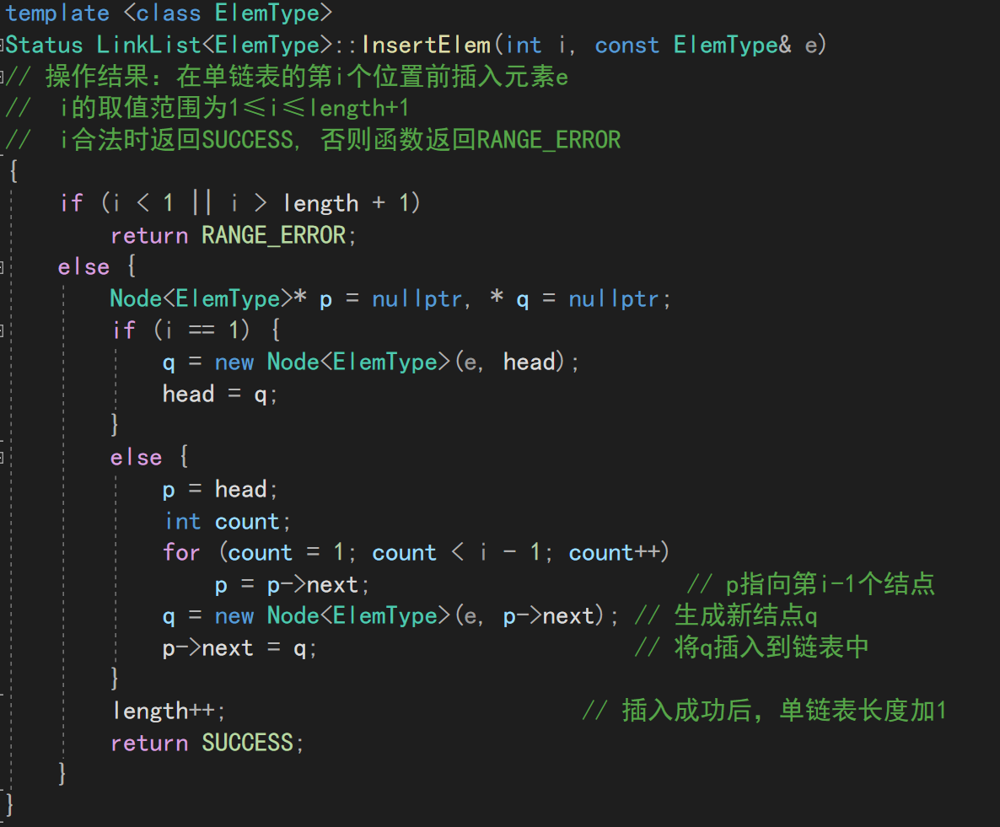 template <class ElemType>
Status LinkList<ElemType>::InsertElem(int i, const ElemType& e)
// 操作结果：在单链表的第i个位置前插入元素e
//  i的取值范围为1≤i≤length+1
//  i合法时返回SUCCESS, 否则函数返回RANGE_ERROR
{
    if (i < 1 || i > length + 1)
        return RANGE_ERROR;
    else {
        Node<ElemType>* p = nullptr, * q = nullptr;
        if (i == 1) {
            q = new Node<ElemType>(e, head);
            head = q;
        }
        else {
            p = head;
            int count;
            for (count = 1; count < i - 1; count++)
                p = p->next;                        // p指向第i-1个结点
            q = new Node<ElemType>(e, p->next); // 生成新结点q
            p->next = q;                        // 将q插入到链表中
        }
        length++;                           // 插入成功后，单链表长度加1
        return SUCCESS;
    }
}